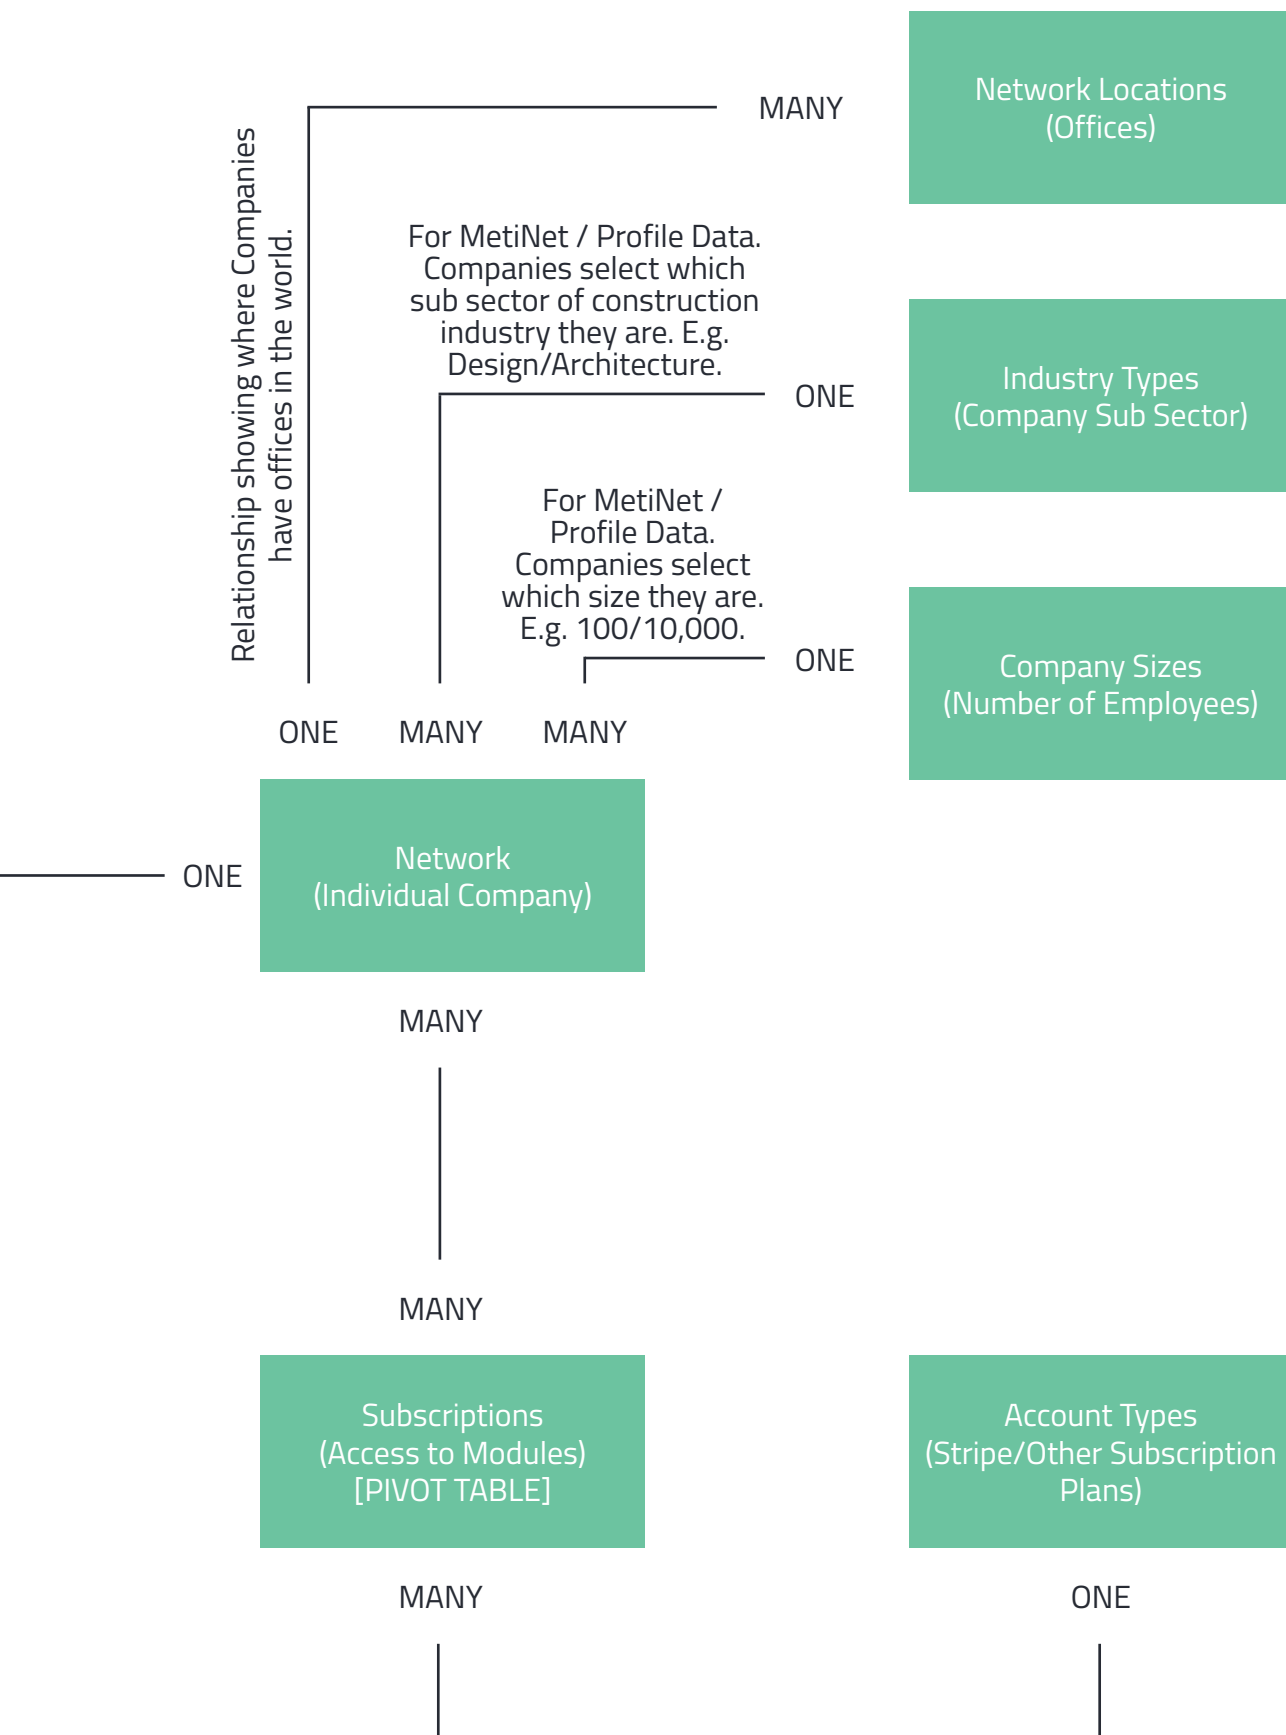 MANY
Network Locations
(Offices)
Relationship showing where Companies
have offices in the world.
For MetiNet / Profile Data.
Companies select which
sub sector of construction
industry they are. E.g.
Design/Architecture.
ONE
Industry Types
(Company Sub Sector)
For MetiNet /
Profile Data.
Companies select
which size they are.
E.g. 100/10,000.
ONE
Company Sizes
(Number of Employees)
ONE
MANY
MANY
ONE
Network
(Individual Company)
MANY
MANY
Subscriptions
(Access to Modules)
[PIVOT TABLE]
Account Types
(Stripe/Other Subscription
Plans)
MANY
ONE